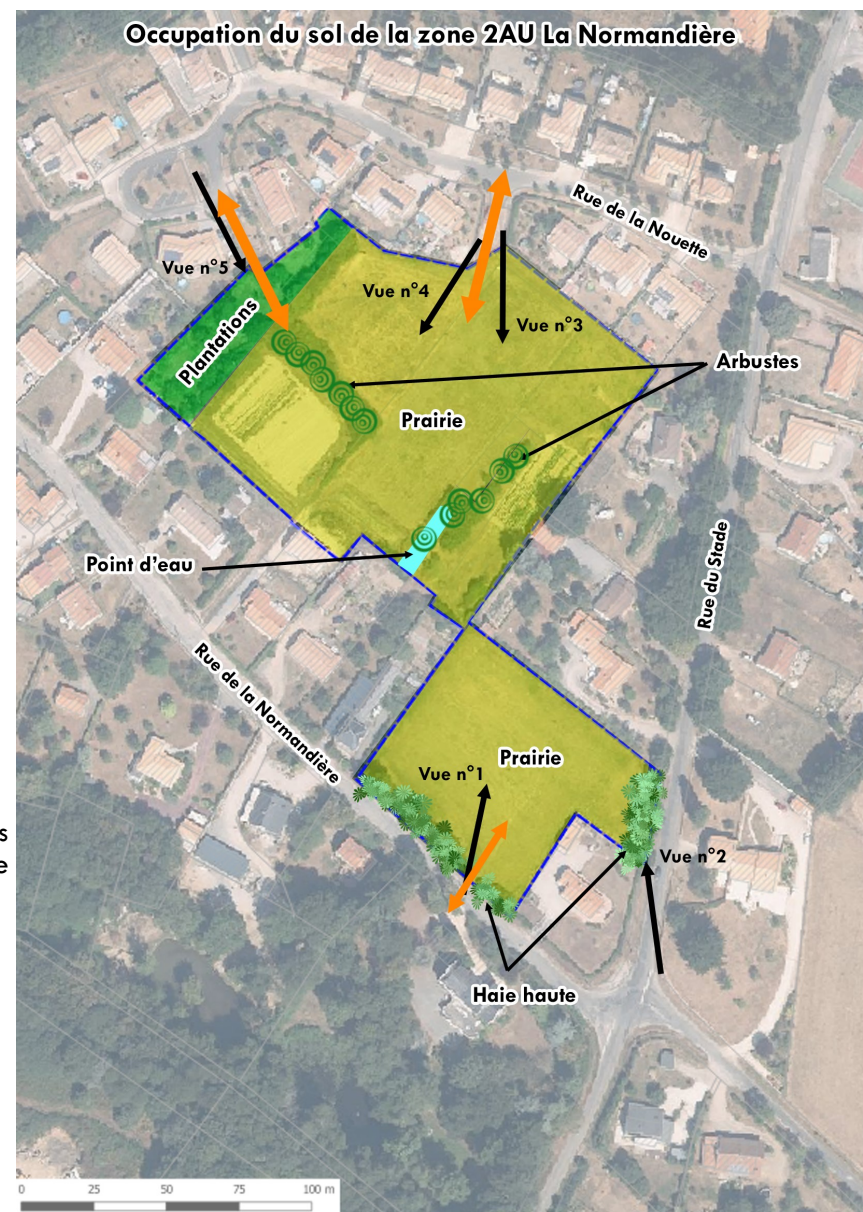 Occupation du sol de la zone 2AU La Normandière
Rue de la Nouette
Vue n°5
Vue n°4
Vue n°3
Plantations
Arbustes
Prairie
Point d'eau
Rue du Stade
Rue de la Normandière
Prairie
Vue n°1
s
e
Vue n°2
Haie haute
0 25 50 75 100 m